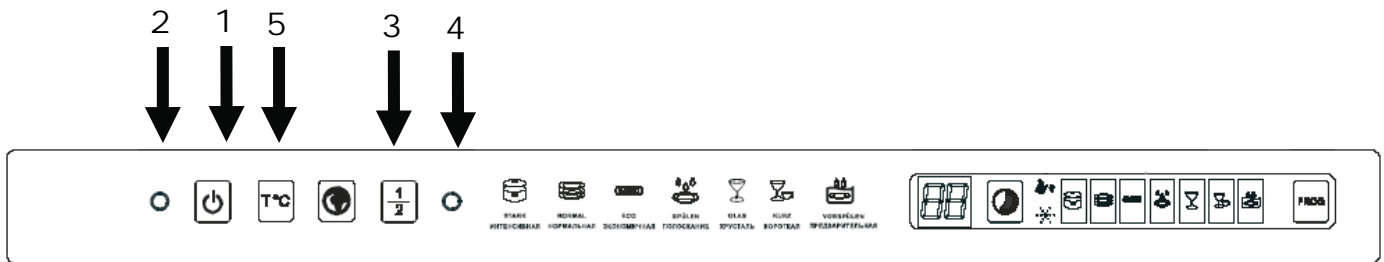 2 1 5 3 4
T°C
1
2
88
STARK NORMAL ECO SPÜLEN GLAS KURZ VORSPÜLEN
ИНТЕНСИВНАЯ НОРМАЛЬНАЯ ЭКОНОМИЧНАЯ ПОЛОСКАНИЕ ХРУСТАЛЬ КОРОТКАЯ ПРЕДВАРИТЕЛЬНАЯ
PROG